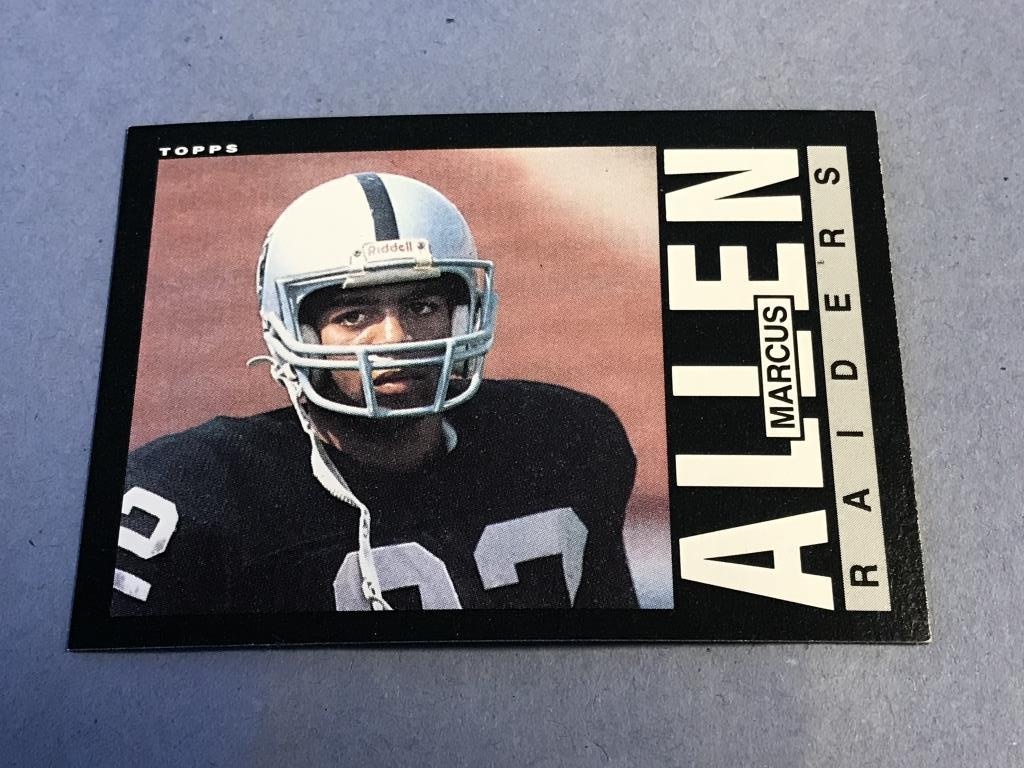 TOPPS
Riddell
ALLEN
MARCUS
RAIDERS